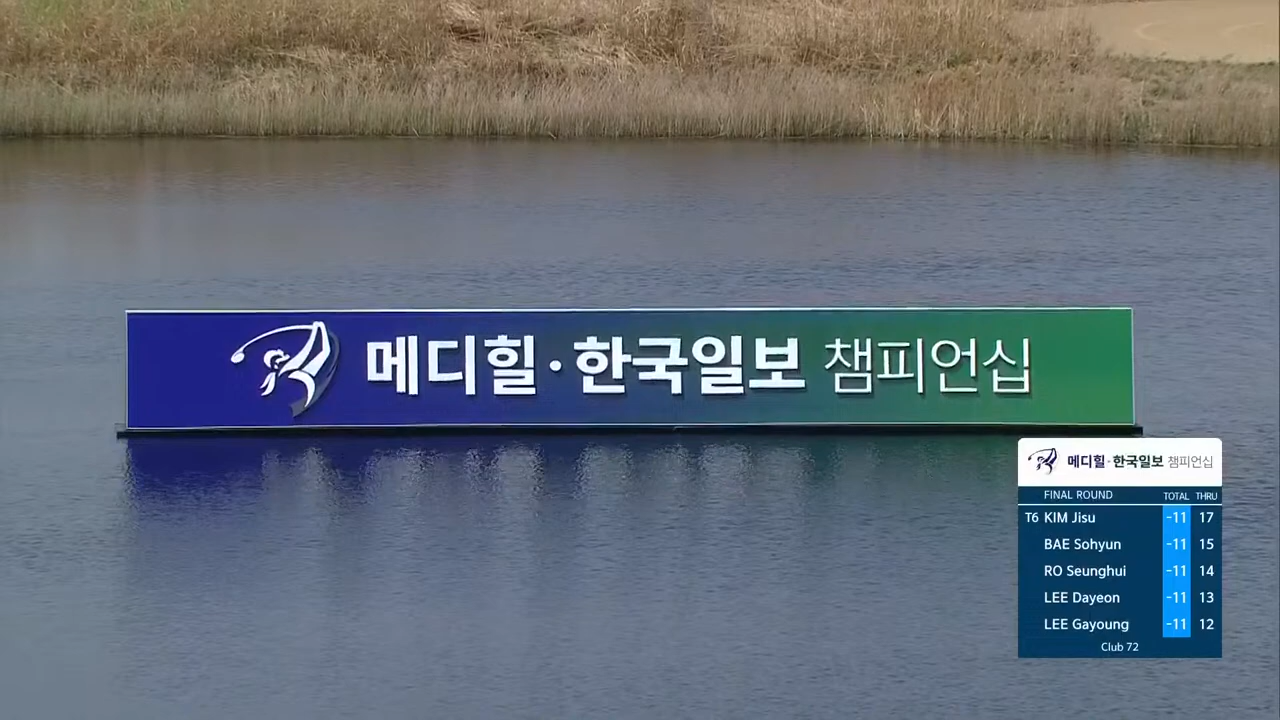 메디힐·한국일보 챔피언십
메디힐·한국일보 챔피언십
FINAL ROUND TOTAL THRU
T6 KIM Jisu -11 17
BAE Sohyun -11 15
RO Seunghui -11 14
LEE Dayeon -11 13
LEE Gayoung -11 12
Club 72